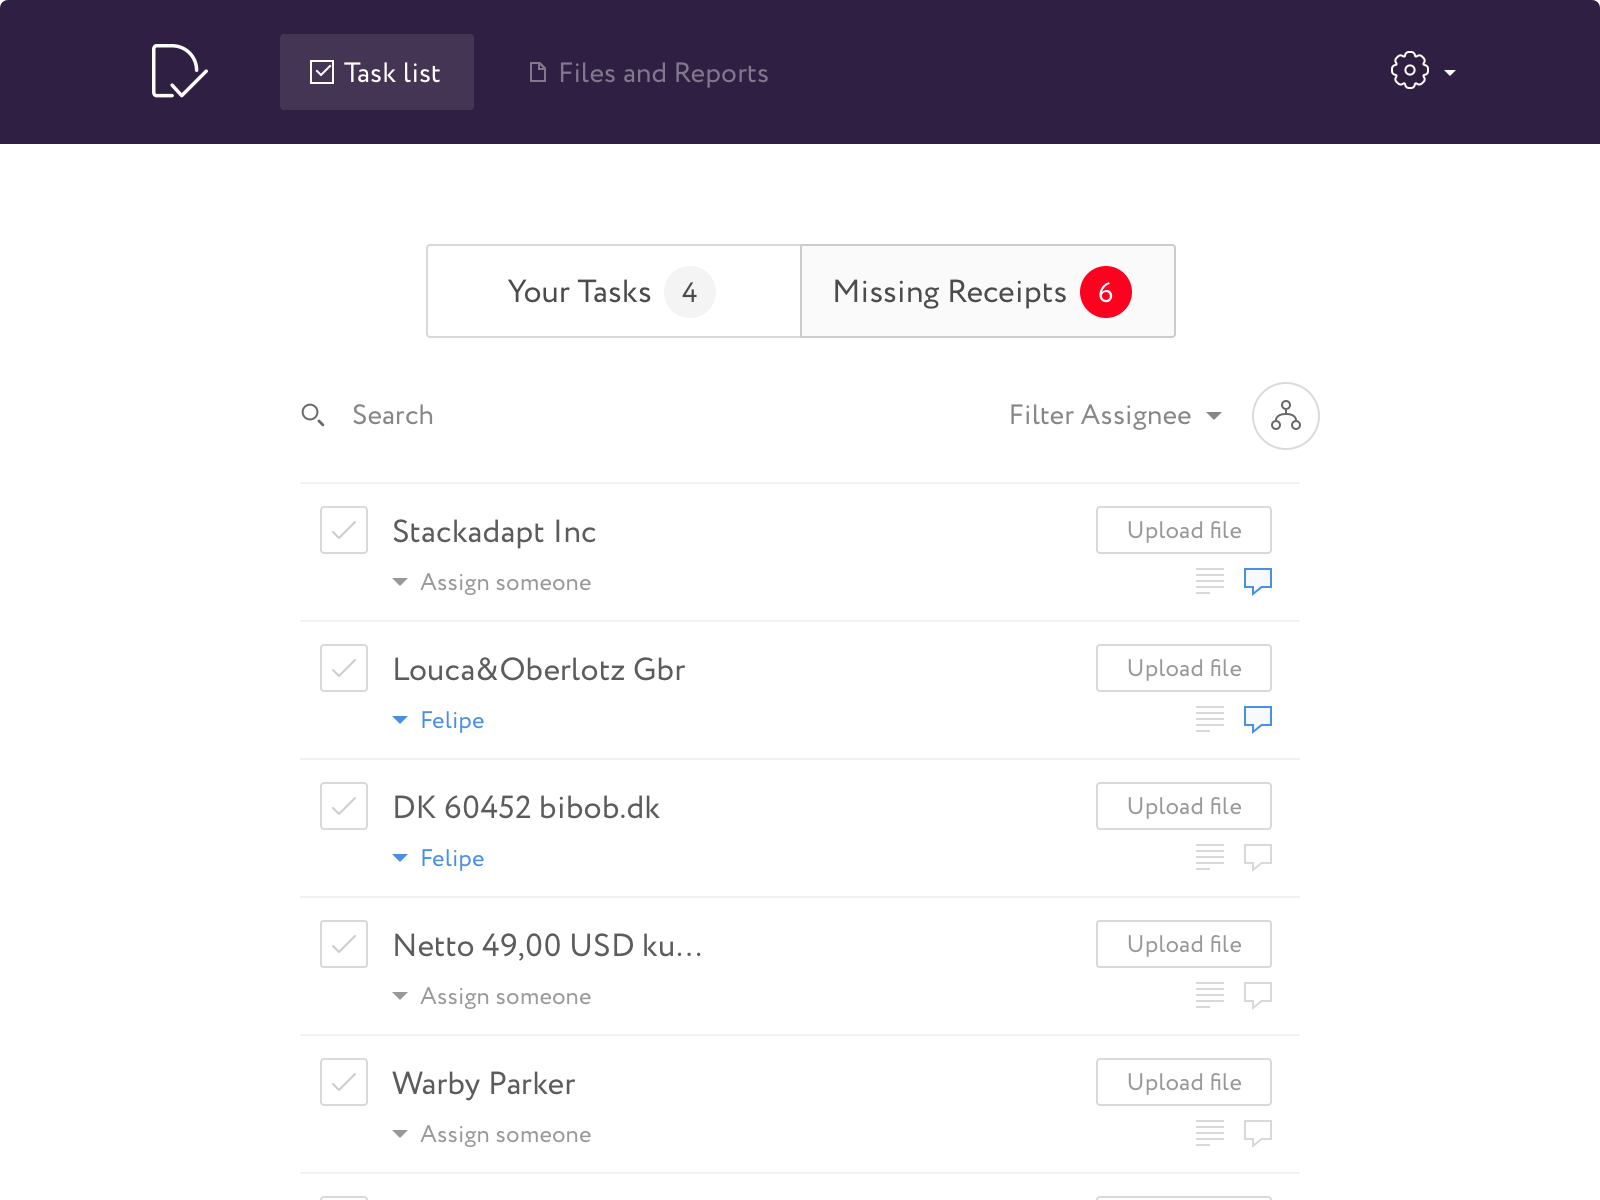 Task list
Files and Reports
Your Tasks 4
Missing Receipts 6
Search
Filter Assignee
Stackadapt Inc
Upload file
Assign someone
Louca&Oberlotz Gbr
Upload file
Felipe
DK 60452 bibob.dk
Upload file
Felipe
Netto 49,00 USD ku...
Upload file
Assign someone
Warby Parker
Upload file
Assign someone